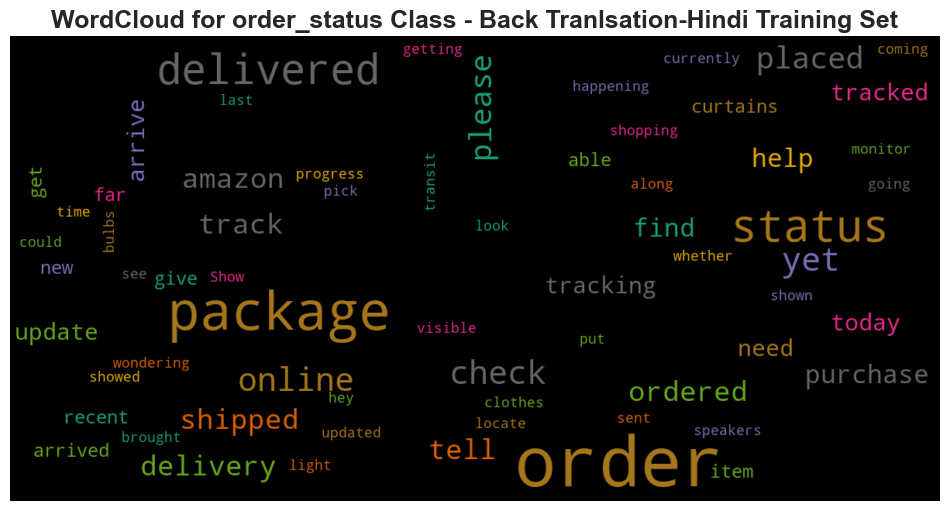 WordCloud for order_status Class - Back Tranlsation-Hindi Training Set
getting
currently
coming
delivered
placed
please
happening
last
tracked
arrive
curtains
shopping
help
monitor
able
transit
amazon
progress
get
far
pick
along
going
time
bulbs
track
look
find
status
could
yet
whether
new
see
give
Show
tracking
shown
package
visible
today
update
put
need
wondering
showed
online
check
purchase
hey
ordered
clothes
recent
shipped
sent
locate
brought
updated
speakers
arrived
tell
delivery
light
order
item